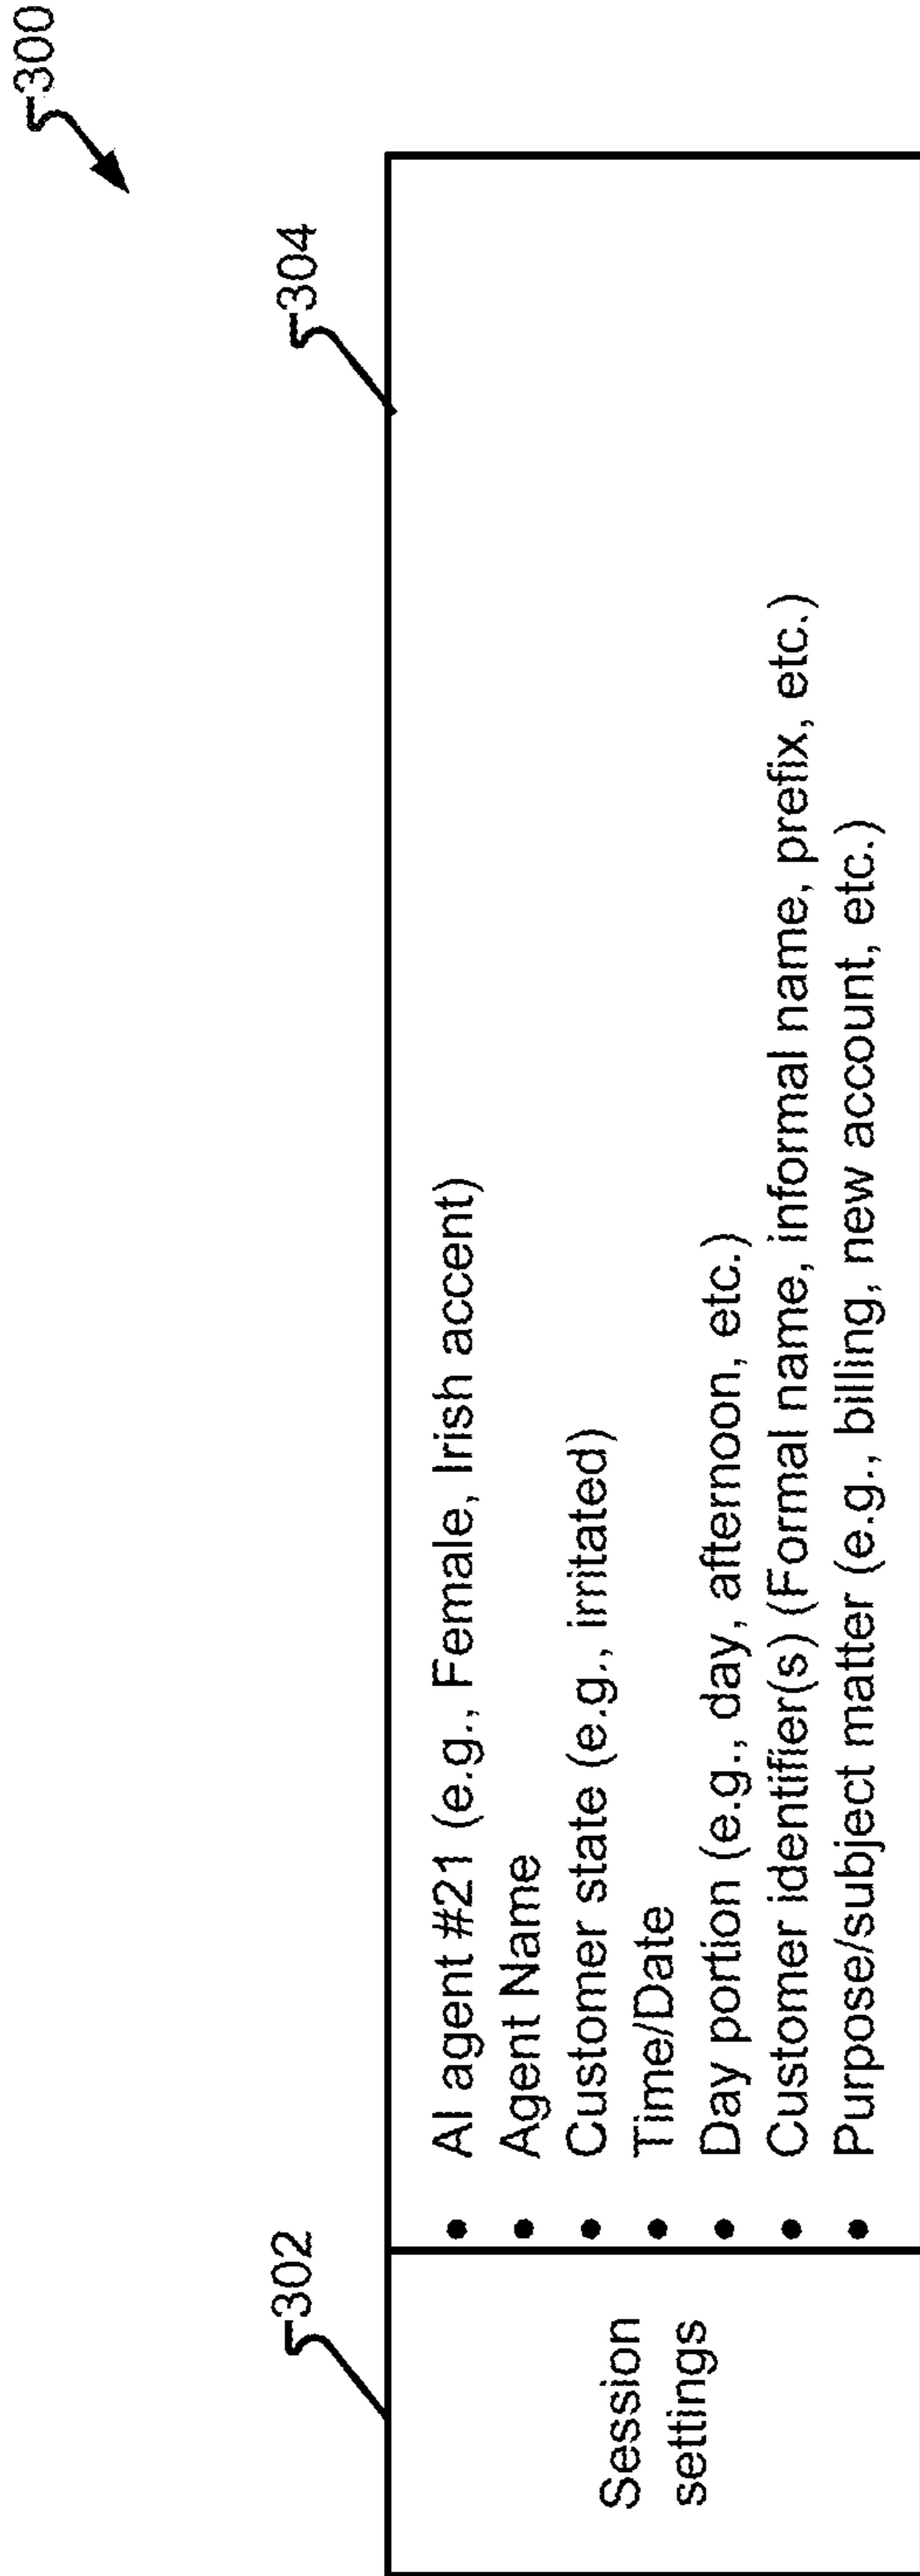 300
302
304
Session
settings
• AI agent #21 (e.g., Female, Irish accent)
• Agent Name
• Customer state (e.g., irritated)
• Time/Date
• Day portion (e.g., day, afternoon, etc.)
• Customer identifier(s) (Formal name, informal name, prefix, etc.)
• Purpose/subject matter (e.g., billing, new account, etc.)